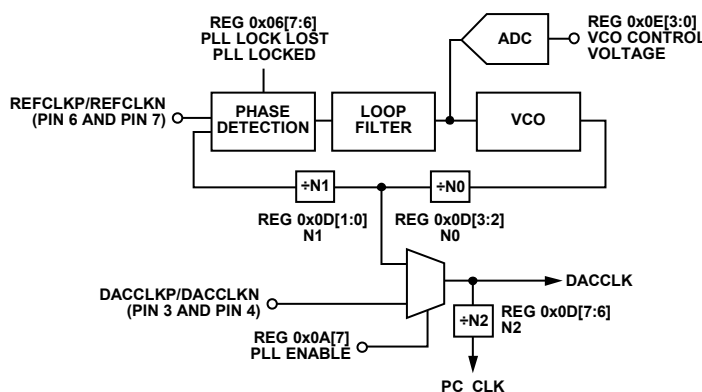 REG 0x06[7:6]
PLL LOCK LOST
PLL LOCKED
ADC
REG 0x0E[3:0]
VCO CONTROL
VOLTAGE
REFCLKP/REFCLKN
(PIN 6 AND PIN 7)
PHASE
DETECTION
LOOP
FILTER
VCO
÷N1
÷N0
REG 0x0D[1:0]
N1
REG 0x0D[3:2]
N0
DACCLKP/DACCLKN
(PIN 3 AND PIN 4)
DACCLK
REG 0x0A[7]
PLL ENABLE
÷N2
REG 0x0D[7:6]
N2
PC_CLK